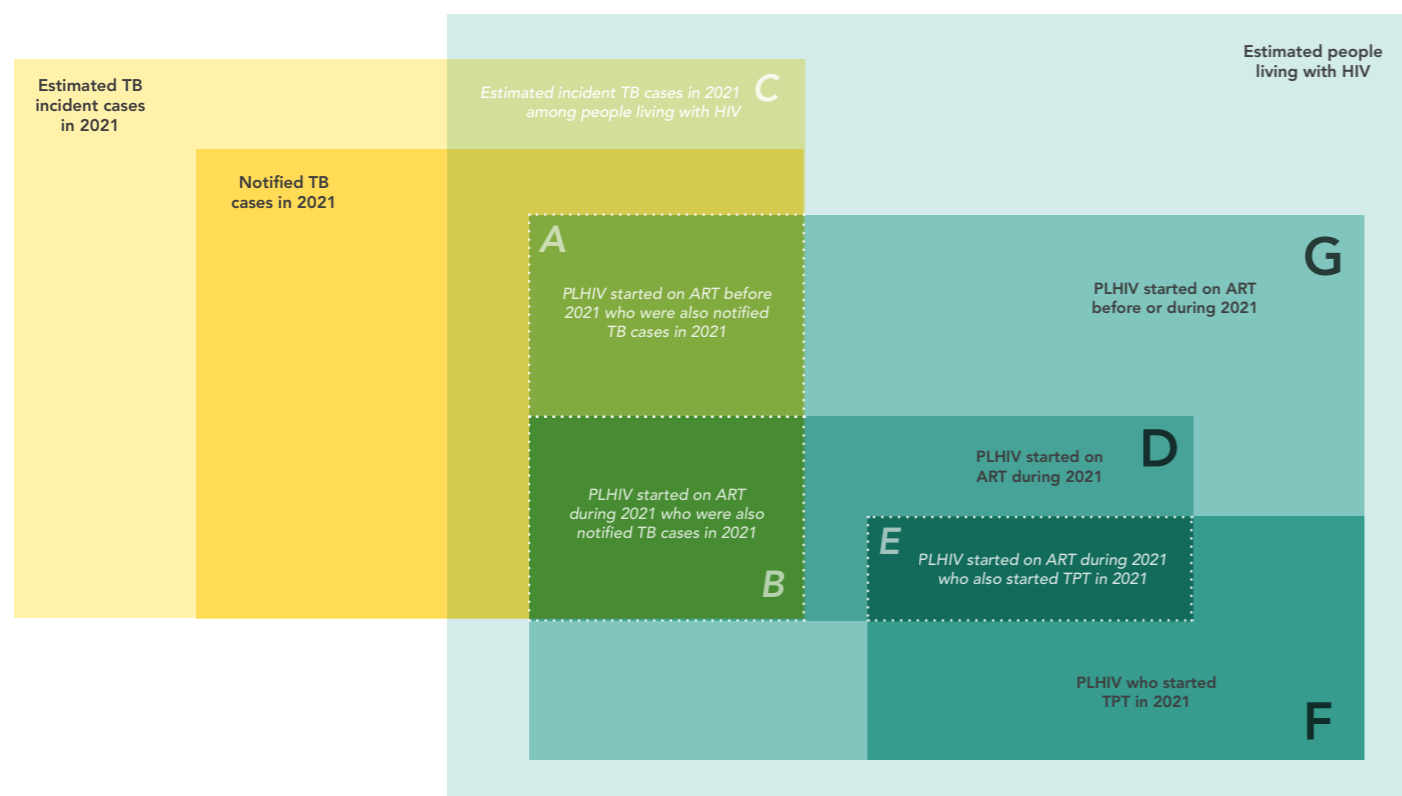 Estimated people
living with HIV
Estimated TB
incident cases
in 2021
Estimated incident TB cases in 2021
among people living with HIV
C
Notified TB
cases in 2021
A
PLHIV started on ART before
2021 who were also notified
TB cases in 2021
G
PLHIV started on ART
before or during 2021
PLHIV started on
ART during 2021
D
PLHIV started on ART
during 2021 who were also
notified TB cases in 2021
B
E
PLHIV started on ART during 2021
who also started TPT in 2021
PLHIV who started
TPT in 2021
F